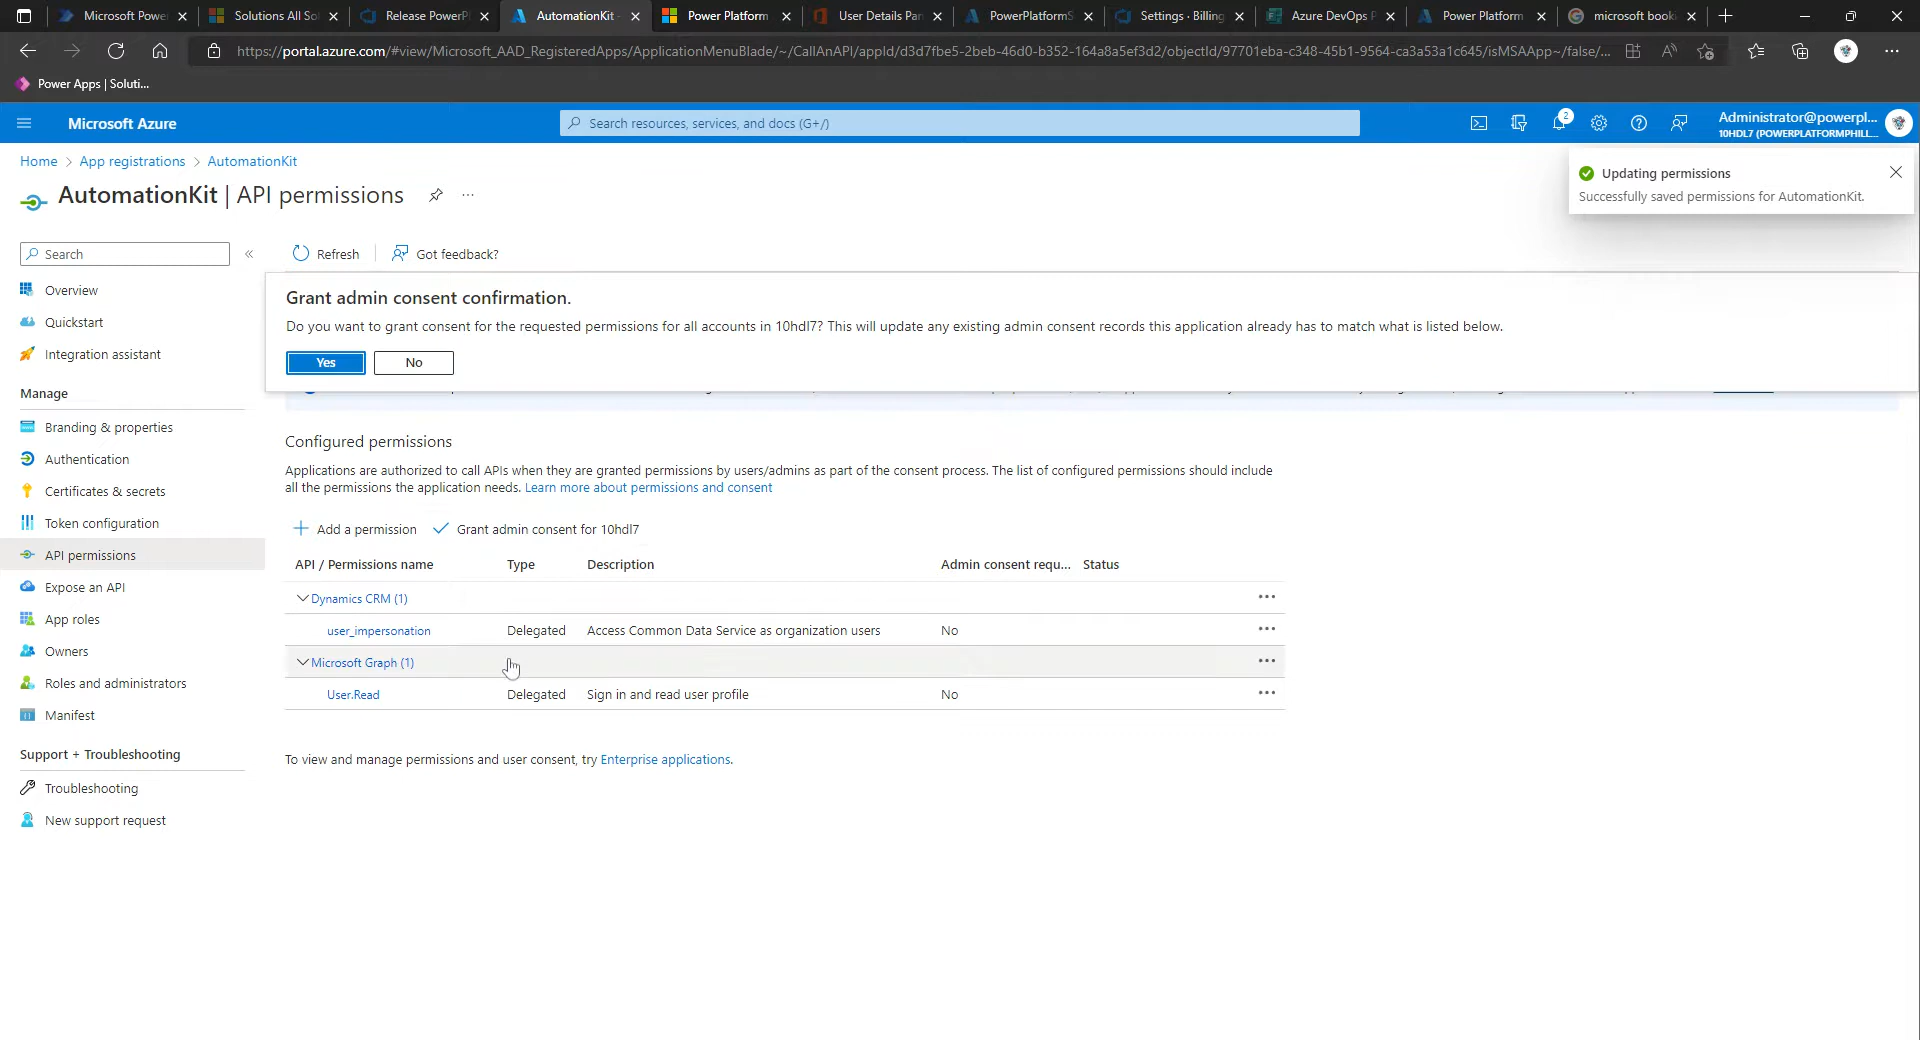 Microsoft Power
Solutions All Sol
Release PowerPl
AutomationKit -
Power Platform
User Details Pan
PowerPlatformS
Settings · Billing
Azure DevOps P
Power Platform
microsoft book
https://portal.azure.com/#view/Microsoft_AAD_RegisteredApps/ApplicationMenuBlade/~/CallAnAPI/appId/d3d7fbe5-2beb-46d0-b352-164a8a5ef3d2/objectId/97701eba-c348-45b1-9564-ca3a53a1c645/isMSAApp~/false/...
Power Apps | Soluti...
Microsoft Azure
Search resources, services, and docs (G+/)
2
Administrator@powerpl...
10HDL7 (POWERPLATFORMPHILL...
Home > App registrations > AutomationKit
AutomationKit | API permissions ...
Updating permissions
Successfully saved permissions for AutomationKit.
Search
«
Refresh
Got feedback?
Overview
Quickstart
Integration assistant
Manage
Branding & properties
Authentication
Certificates & secrets
Token configuration
API permissions
Expose an API
App roles
Owners
Roles and administrators
Manifest
Support + Troubleshooting
Troubleshooting
New support request
Grant admin consent confirmation.
Do you want to grant consent for the requested permissions for all accounts in 10hdl7? This will update any existing admin consent records this application already has to match what is listed below.
Yes
No
Configured permissions
Applications are authorized to call APIs when they are granted permissions by users/admins as part of the consent process. The list of configured permissions should include
all the permissions the application needs. Learn more about permissions and consent
Add a permission
Grant admin consent for 10hdl7
API / Permissions name Type Description Admin consent requ... Status
Dynamics CRM (1)
user_impersonation Delegated Access Common Data Service as organization users No
Microsoft Graph (1)
User.Read Delegated Sign in and read user profile No
To view and manage permissions and user consent, try Enterprise applications.